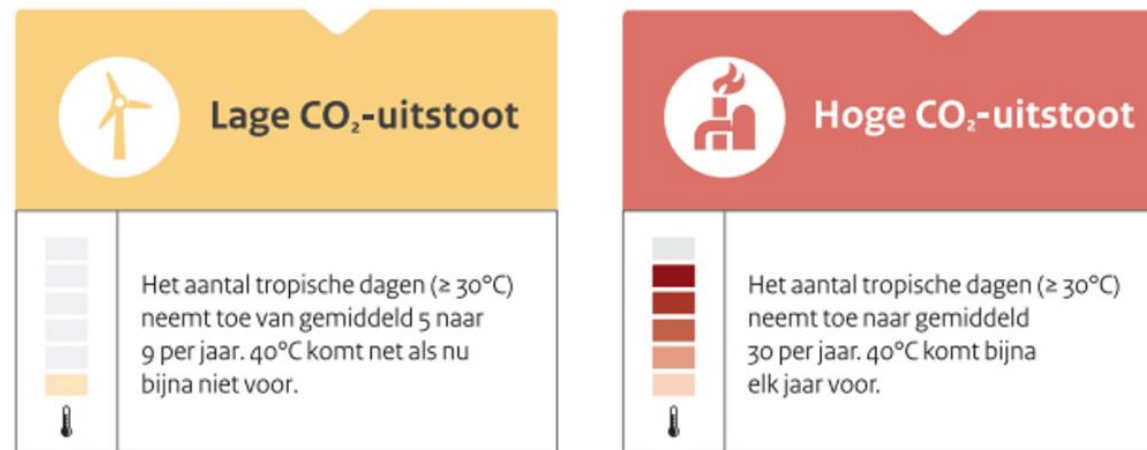 Lage CO₂-uitstoot
Het aantal tropische dagen (≥ 30°C)
neemt toe van gemiddeld 5 naar
9 per jaar. 40°C komt net als nu
bijna niet voor.
Hoge CO₂-uitstoot
Het aantal tropische dagen (≥ 30°C)
neemt toe naar gemiddeld
30 per jaar. 40°C komt bijna
elk jaar voor.